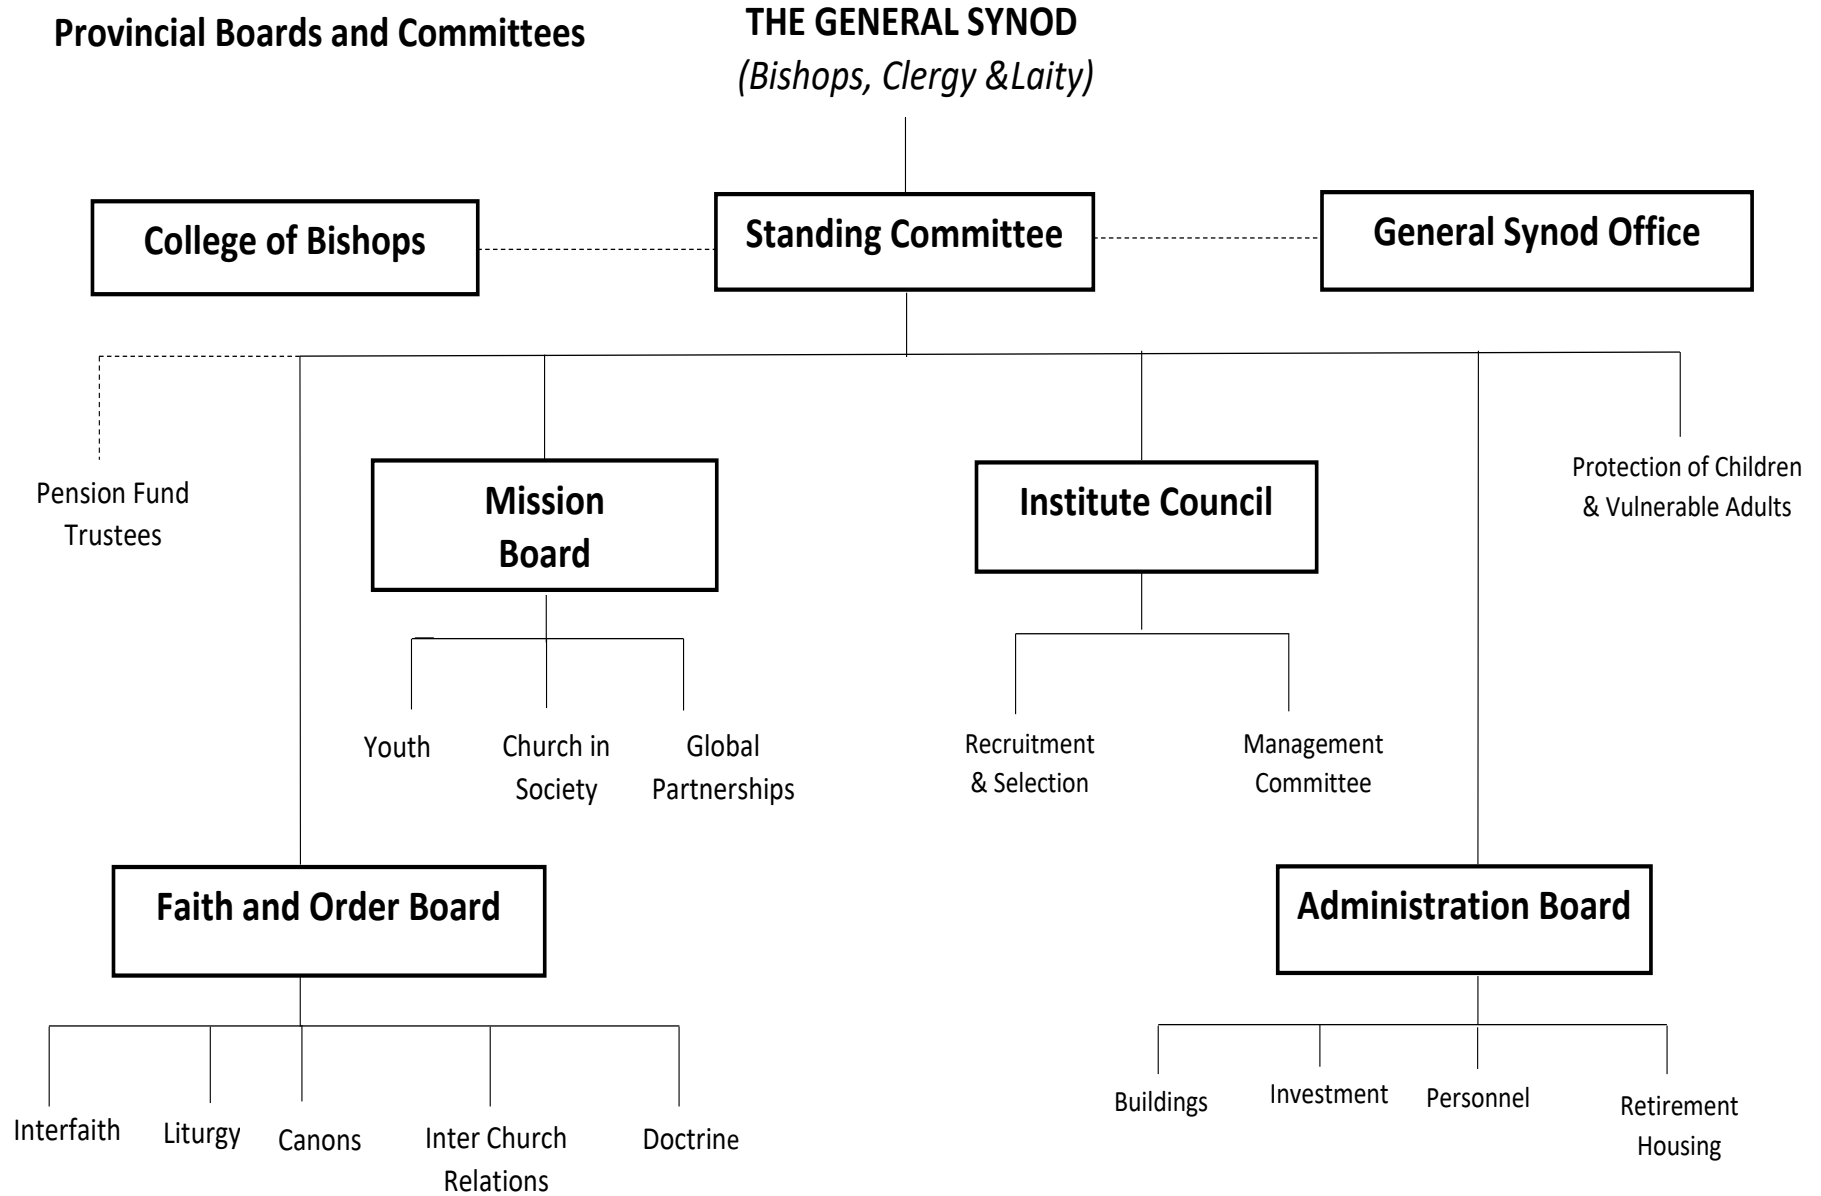 Provincial Boards and Committees
THE GENERAL SYNOD
(Bishops, Clergy &Laity)
College of Bishops
Standing Committee
General Synod Office
Pension Fund
Trustees
Mission
Board
Institute Council
Protection of Children
& Vulnerable Adults
Youth
Church in
Society
Global
Partnerships
Recruitment
& Selection
Management
Committee
Faith and Order Board
Administration Board
Interfaith
Liturgy
Canons
Inter Church
Relations
Doctrine
Buildings
Investment
Personnel
Retirement
Housing